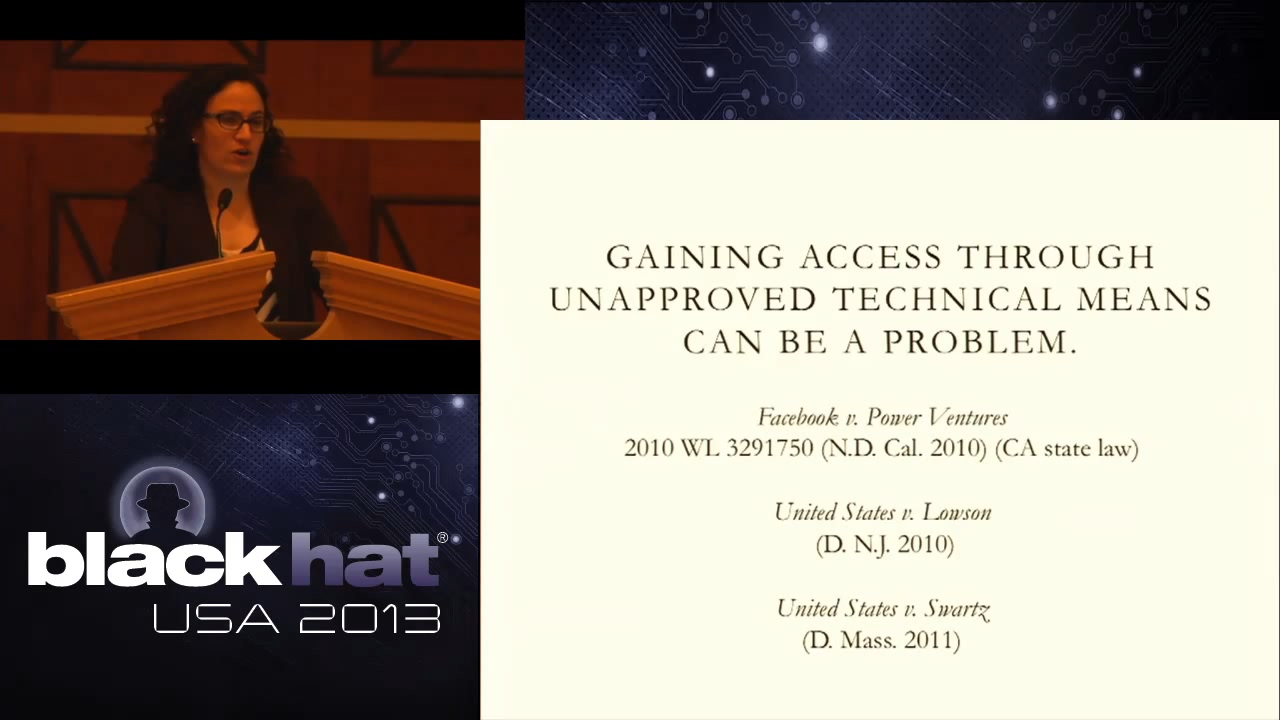 GAINING ACCESS THROUGH
UNAPPROVED TECHNICAL MEANS
CAN BE A PROBLEM.
Facebook v. Power Ventures
2010 WL 3291750 (N.D. Cal. 2010) (CA state law)
United States v. Lowson
(D. N.J. 2010)
United States v. Swartz
(D. Mass. 2011)
black hat®
USA 2013